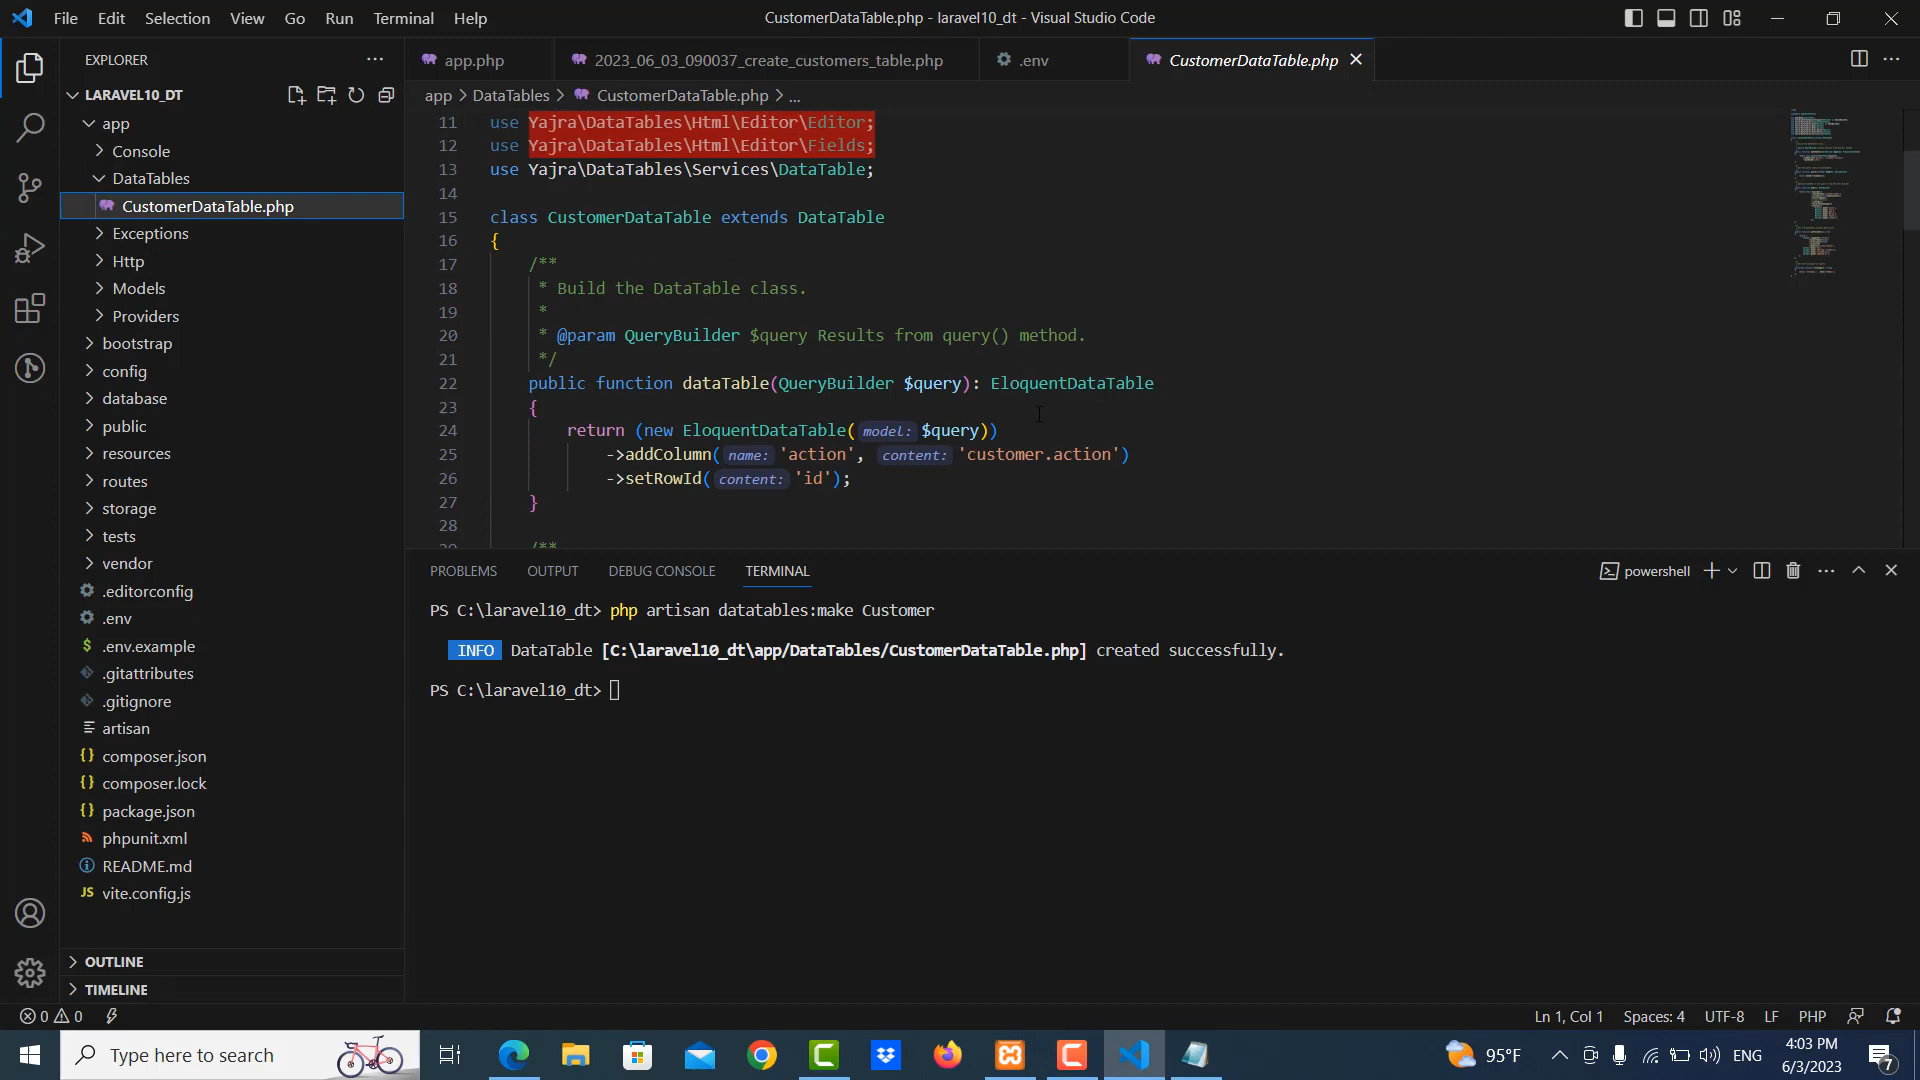 File Edit Selection View Go Run Terminal Help
CustomerDataTable.php - laravel10_dt - Visual Studio Code
EXPLORER
LARAVEL10_DT
app
Console
DataTables
CustomerDataTable.php
Exceptions
Http
Models
Providers
bootstrap
config
database
public
resources
routes
storage
tests
vendor
.editorconfig
.env
$ .env.example
.gitattributes
.gitignore
artisan
{} composer.json
{} composer.lock
{} package.json
phpunit.xml
README.md
JS vite.config.js
OUTLINE
TIMELINE
app.php 2023_06_03_090037_create_customers_table.php .env CustomerDataTable.php
app > DataTables > CustomerDataTable.php > ...
11 use Yajra\DataTables\Html\Editor\Editor;
12 use Yajra\DataTables\Html\Editor\Fields;
13 use Yajra\DataTables\Services\DataTable;
14
15 class CustomerDataTable extends DataTable
16 {
17 /**
18 * Build the DataTable class.
19 *
20 * @param QueryBuilder $query Results from query() method.
21 */
22 public function dataTable(QueryBuilder $query): EloquentDataTable
23 {
24 return (new EloquentDataTable( model: $query))
25 ->addColumn( name: 'action', content: 'customer.action')
26 ->setRowId( content: 'id');
27 }
28
29 /**
PROBLEMS OUTPUT DEBUG CONSOLE TERMINAL
powershell
PS C:\laravel10_dt> php artisan datatables:make Customer
INFO DataTable [C:\laravel10_dt\app/DataTables/CustomerDataTable.php] created successfully.
PS C:\laravel10_dt>
0 0
Ln 1, Col 1 Spaces: 4 UTF-8 LF PHP
Type here to search
95°F
ENG
4:03 PM
6/3/2023
7